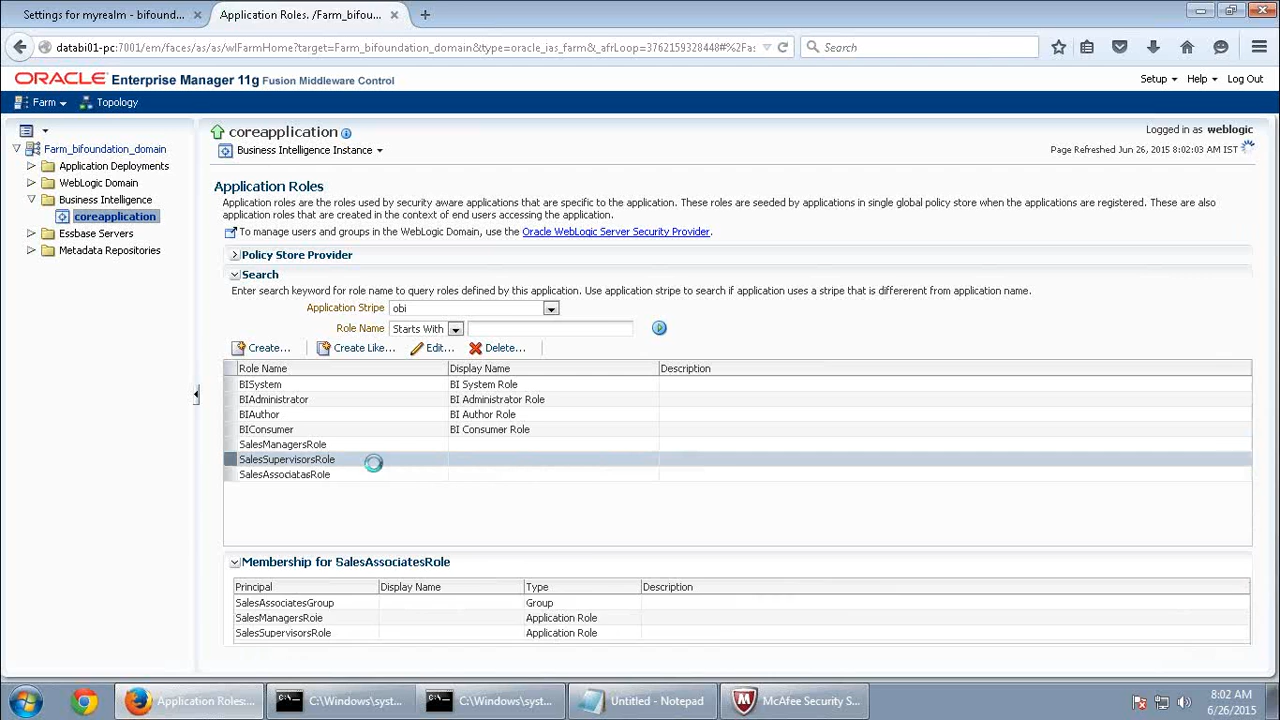 Settings for myrealm - bifound...
Application Roles. /Farm_bifou...
databi01-pc:7001/em/faces/as/as/wlFarmHome?target=Farm_bifoundation_domain&type=oracle_ias_farm&_afrLoop=376215932844 8#%2Fas
Search
ORACLE Enterprise Manager 11g Fusion Middleware Control
Setup Help Log Out
Farm Topology
Farm_bifoundation_domain
Application Deployments
WebLogic Domain
Business Intelligence
coreapplication
Essbase Servers
Metadata Repositories
coreapplication
Business Intelligence Instance
Logged in as weblogic
Page Refreshed Jun 26, 2015 8:02:03 AM IST
Application Roles
Application roles are the roles used by security aware applications that are specific to the application. These roles are seeded by applications in single global policy store when the applications are registered. These are also
application roles that are created in the context of end users accessing the application.
To manage users and groups in the WebLogic Domain, use the Oracle WebLogic Server Security Provider.
Policy Store Provider
Search
Enter search keyword for role name to query roles defined by this application. Use application stripe to search if application uses a stripe that is differerent from application name.
Application Stripe obi
Role Name Starts With
Create... Create Like... Edit... Delete...
Role Name Display Name Description
BISystem BI System Role
BIAdministrator BI Administrator Role
BIAuthor BI Author Role
BIConsumer BI Consumer Role
SalesManagersRole
SalesSupervisorsRole
SalesAssociatasRole
Membership for SalesAssociatesRole
Principal Display Name Type Description
SalesAssociatesGroup Group
SalesManagersRole Application Role
SalesSupervisorsRole Application Role
Application Roles:...
C:\Windows\syst...
C:\Windows\syst...
Untitled - Notepad
McAfee Security S...
8:02 AM
6/26/2015